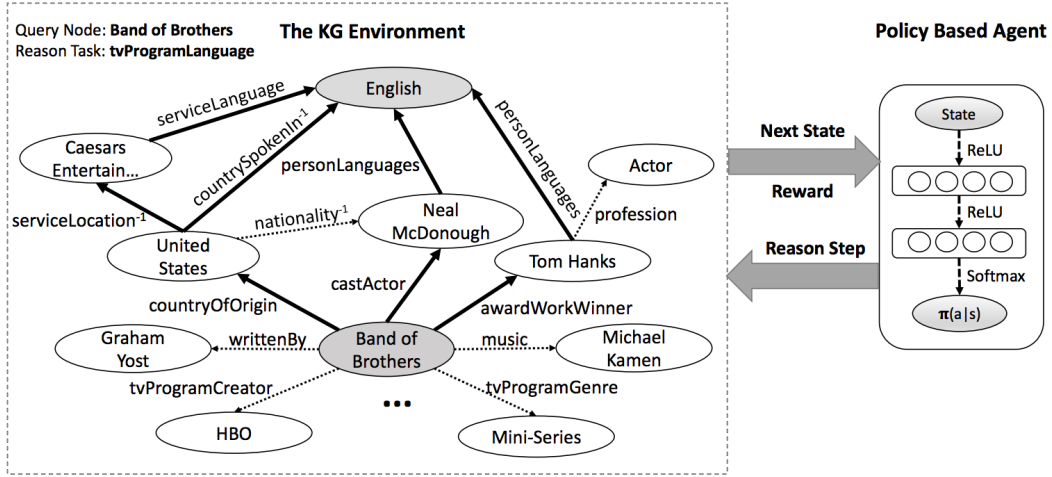 Query Node: Band of Brothers
Reason Task: tvProgramLanguage
The KG Environment
Policy Based Agent
English
serviceLanguage
countrySpokenIn-1
personLanguages
personLanguages
Caesars
Entertain...
Actor
serviceLocation-1
nationality-1
Neal
McDonough
profession
United
States
Tom Hanks
castActor
countryOfOrigin
awardWorkWinner
Graham
Yost
writtenBy
Band of
Brothers
music
Michael
Kamen
tvProgramCreator
tvProgramGenre
...
HBO
Mini-Series
Next State
Reward
Reason Step
State
ReLU
ReLU
Softmax
π(a|s)